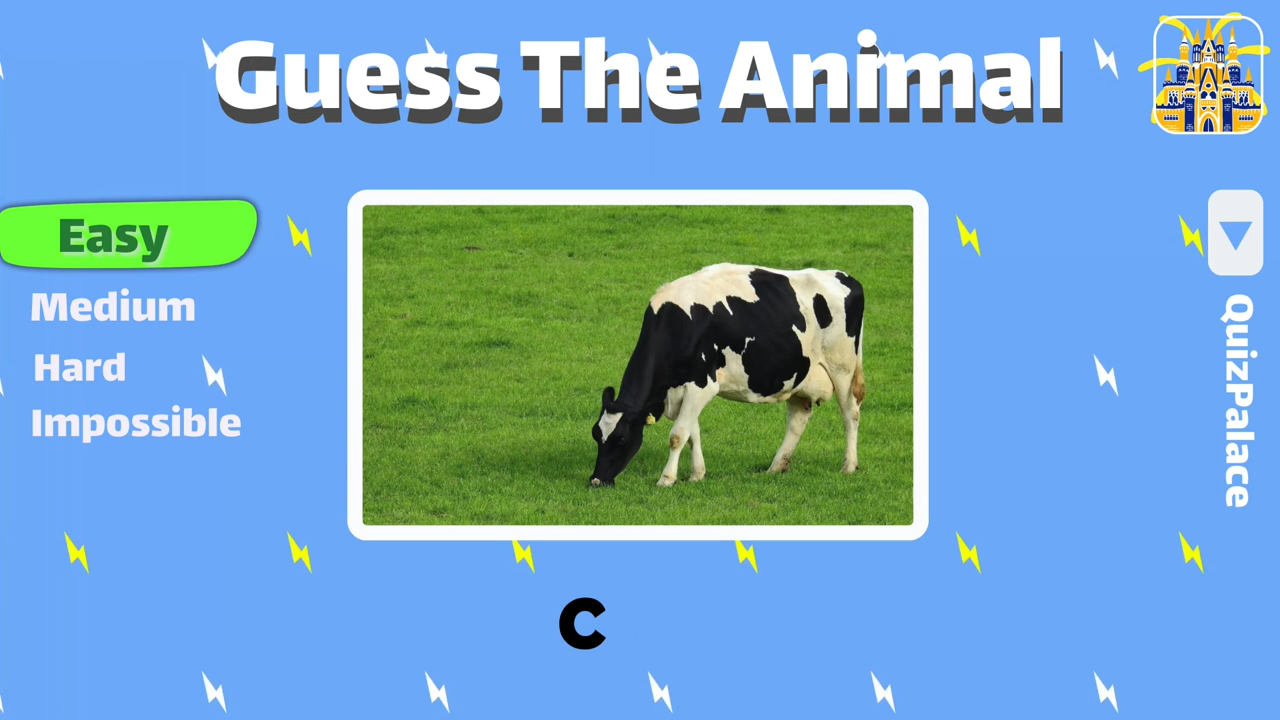 Guess The Animal
Easy
Medium
Hard
Impossible
QuizPalace
C